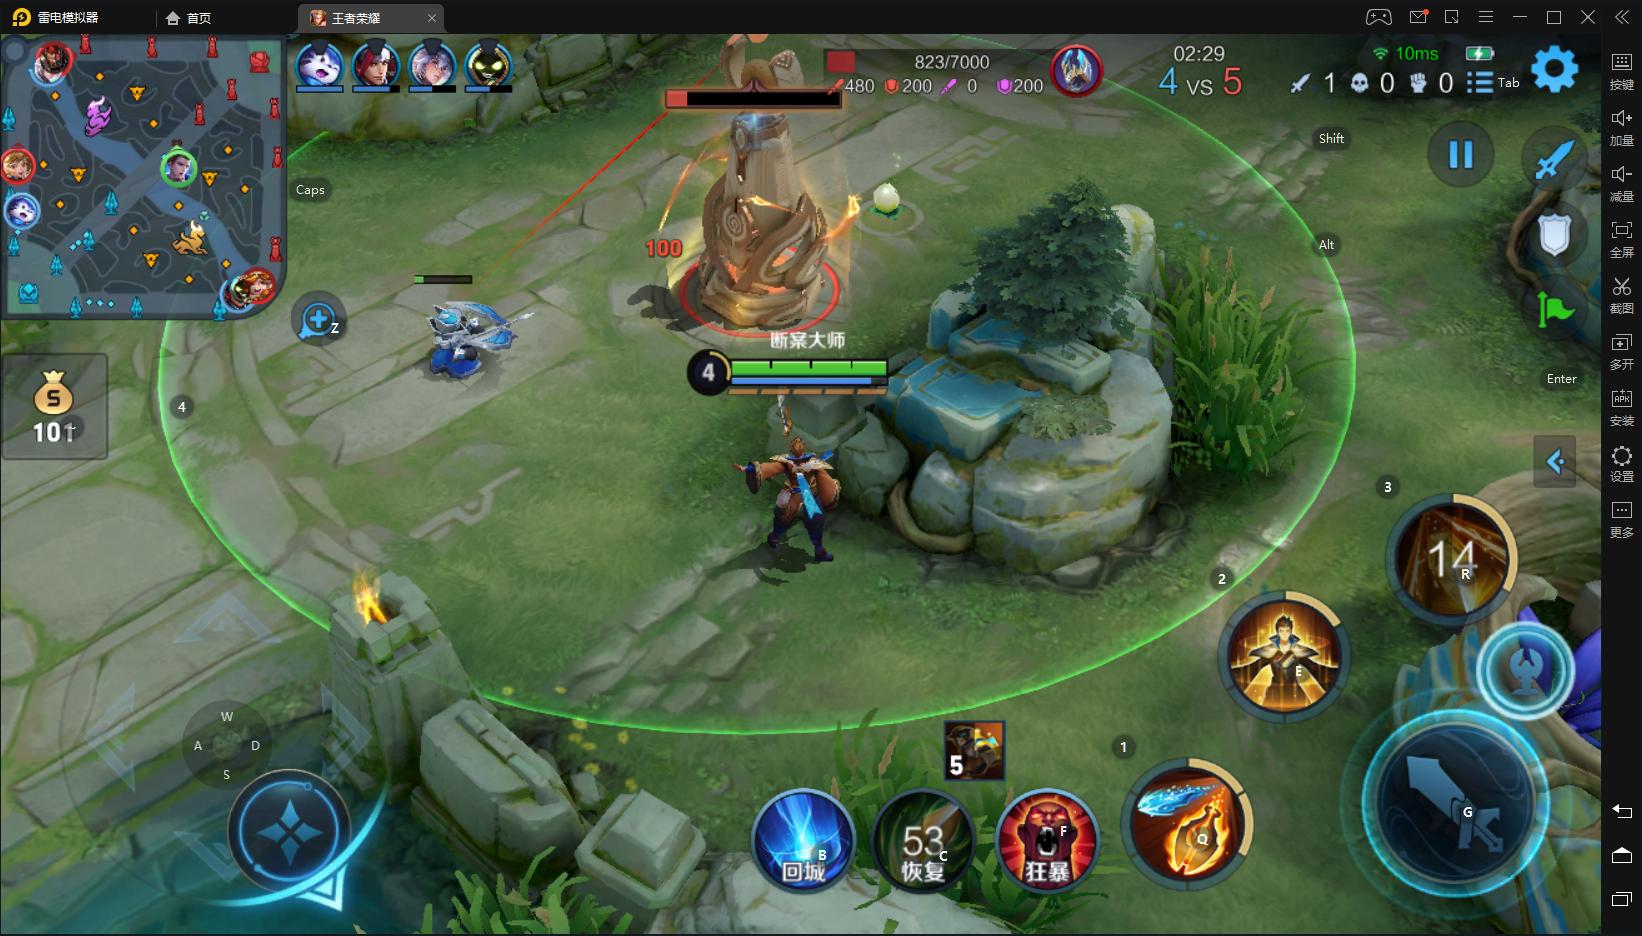 雷电模拟器
首页
王者荣耀
823/7000
480 200 0 200
02:29
4 VS 5
10ms
1 0 0 Tab
Shift
Caps
Alt
Z
100
断案大师
4
4
Enter
3
14
R
2
E
W
A D
S
5
1
回城 B
53
恢复 C
狂暴 F
Q
G
按键
加量
减量
全屏
截图
多开
APK
安装
设置
更多